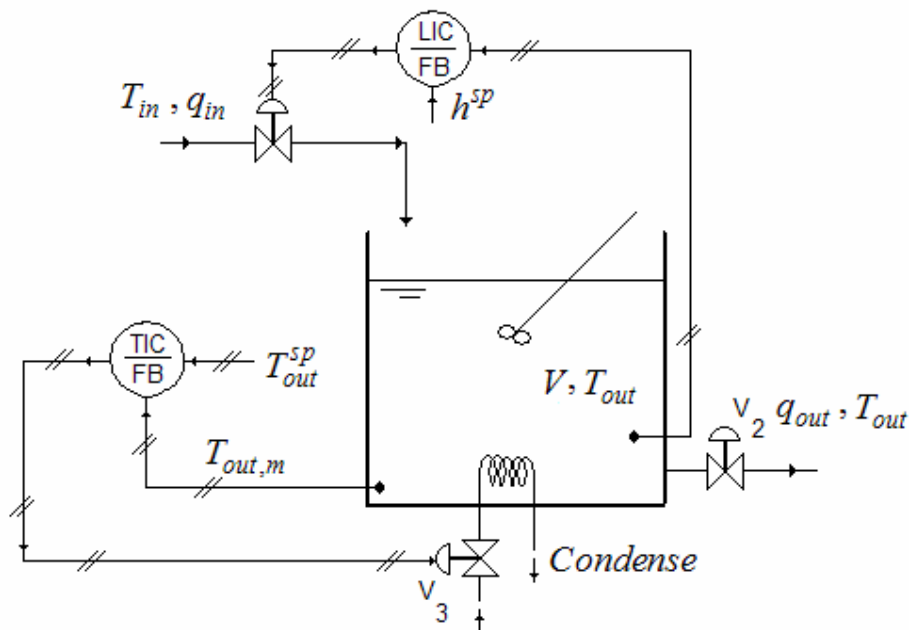 LIC
FB
T_in , q_in
h^sp
TIC
FB
T_out^sp
V, T_out
V_2 q_out , T_out
T_out,m
Condense
V_3